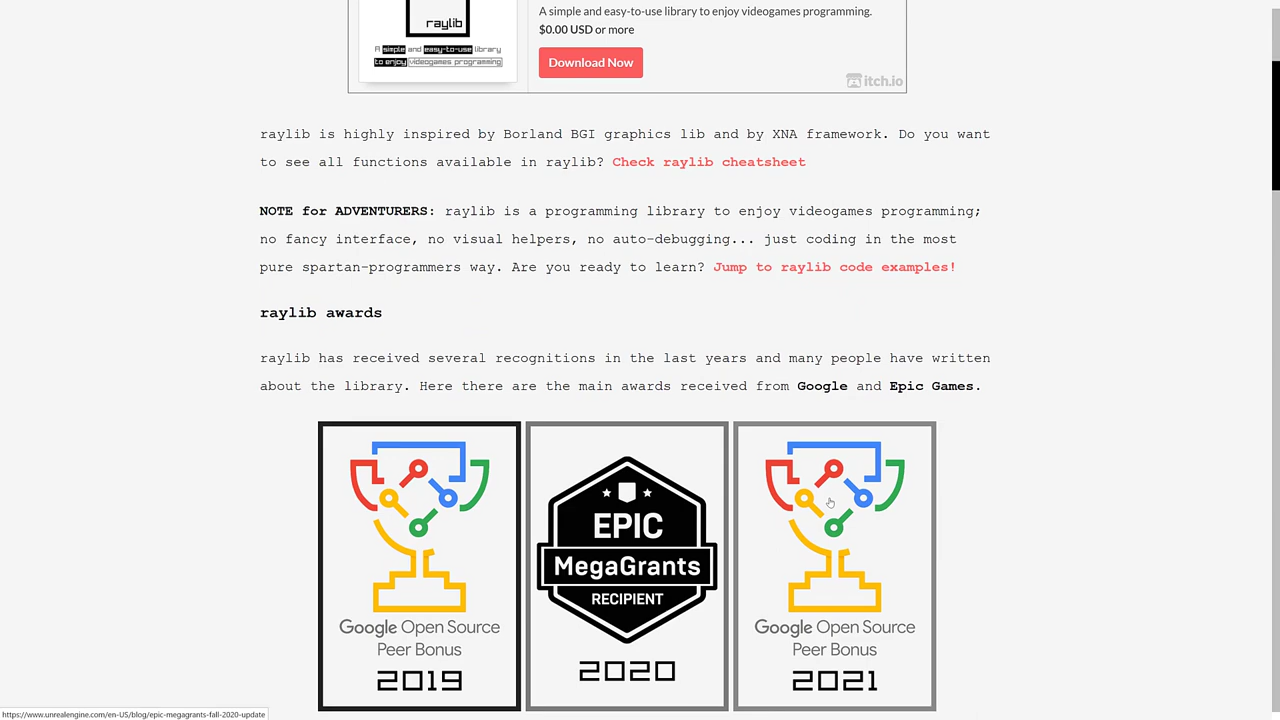 raylib
A simple and easy-to-use library
to enjoy videogames programming
A simple and easy-to-use library to enjoy videogames programming.
$0.00 USD or more
Download Now
itch.io
raylib is highly inspired by Borland BGI graphics lib and by XNA framework. Do you want
to see all functions available in raylib? Check raylib cheatsheet
NOTE for ADVENTURERS: raylib is a programming library to enjoy videogames programming;
no fancy interface, no visual helpers, no auto-debugging... just coding in the most
pure spartan-programmers way. Are you ready to learn? Jump to raylib code examples!
raylib awards
raylib has received several recognitions in the last years and many people have written
about the library. Here there are the main awards received from Google and Epic Games.
Google Open Source
Peer Bonus
2019
EPIC
MegaGrants
RECIPIENT
2020
Google Open Source
Peer Bonus
2021
https://www.unrealengine.com/en-US/blog/epic-megagrants-fall-2020-update